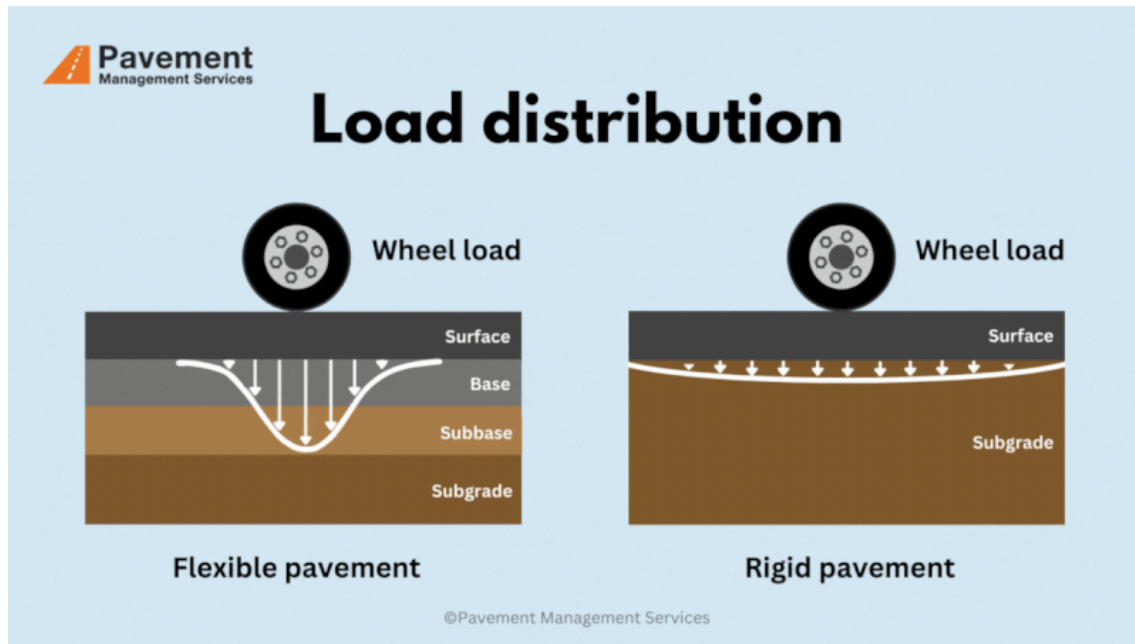 Pavement
Management Services
Load distribution
Wheel load
Surface
Base
Subbase
Subgrade
Flexible pavement
Wheel load
Surface
Subgrade
Rigid pavement
©Pavement Management Services